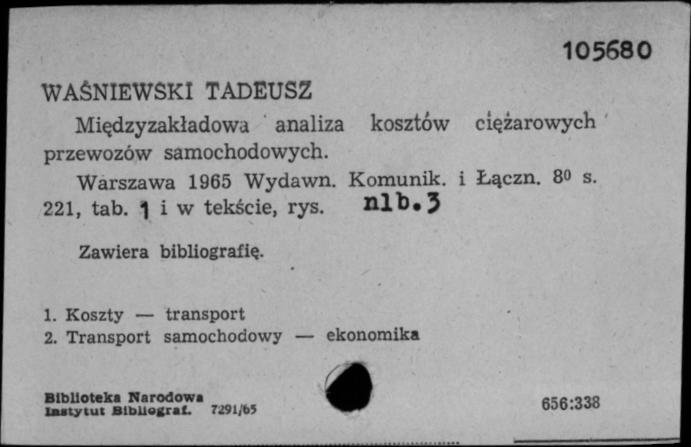 105680
WAŚNIEWSKI TADEUSZ
Międzyzakładowa analiza kosztów ciężarowych
przewozów samochodowych.
Warszawa 1965 Wydawn. Komunik. i Łączn. 8⁰ s.
221, tab. 1 i w tekście, rys. nlb.3
Zawiera bibliografię.
1. Koszty — transport
2. Transport samochodowy — ekonomika
Biblioteka Narodowa
Instytut Bibliograf. 7291/65
656:338